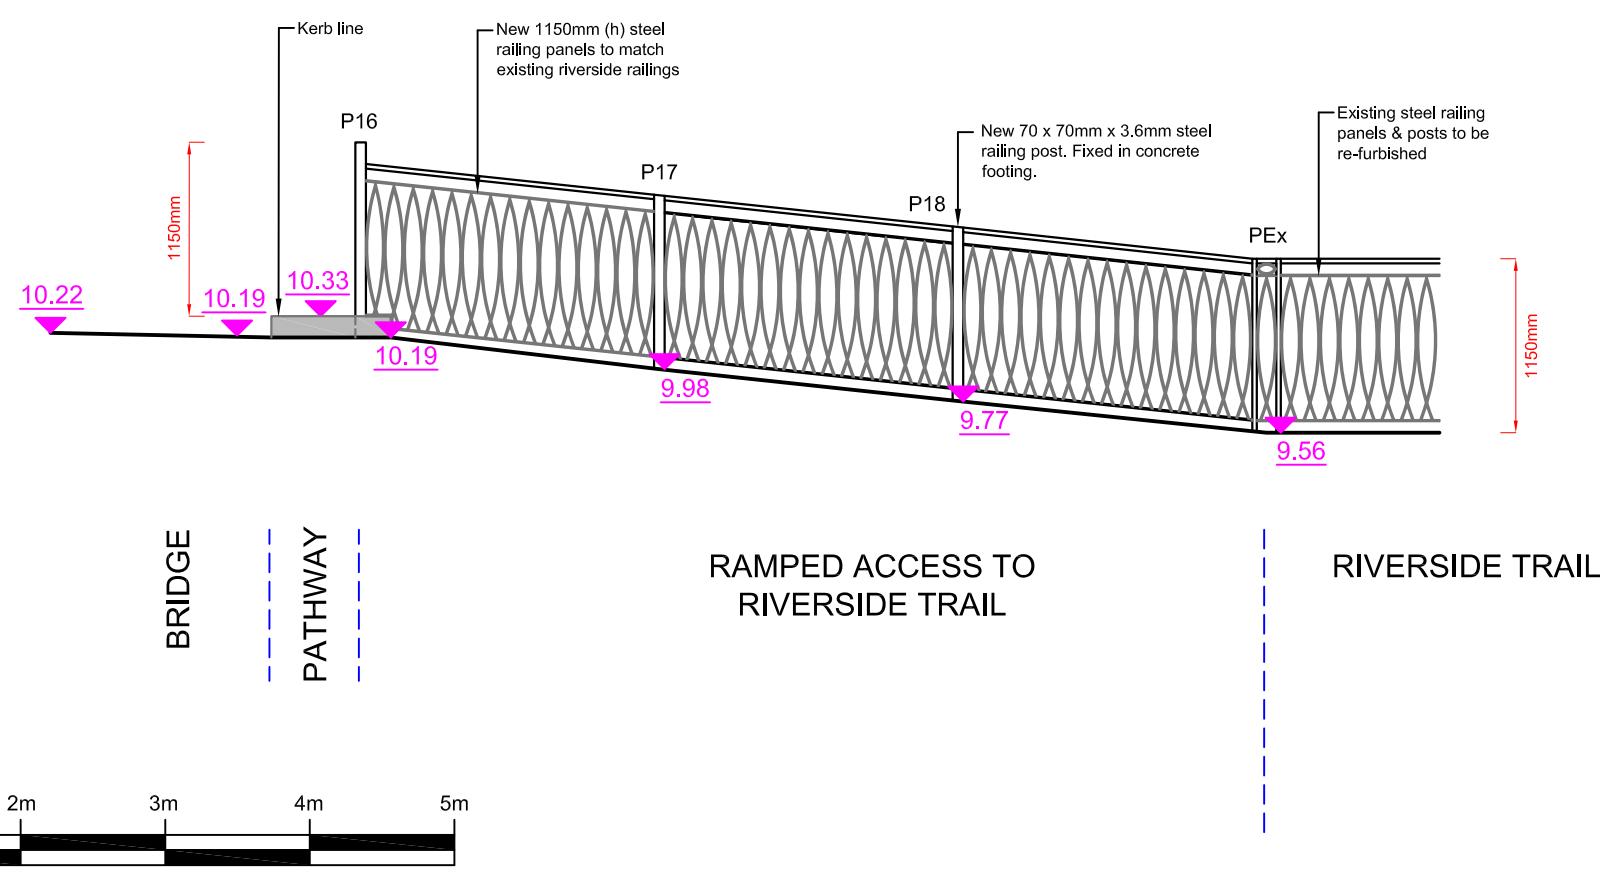 Kerb line
New 1150mm (h) steel
railing panels to match
existing riverside railings
P16
1150mm
P17
New 70 x 70mm x 3.6mm steel
railing post. Fixed in concrete
footing.
P18
Existing steel railing
panels & posts to be
re-furbished
PEx
1150mm
10.22
10.19
10.33
10.19
9.98
9.77
9.56
BRIDGE
PATHWAY
RAMPED ACCESS TO
RIVERSIDE TRAIL
RIVERSIDE TRAIL
2m
3m
4m
5m